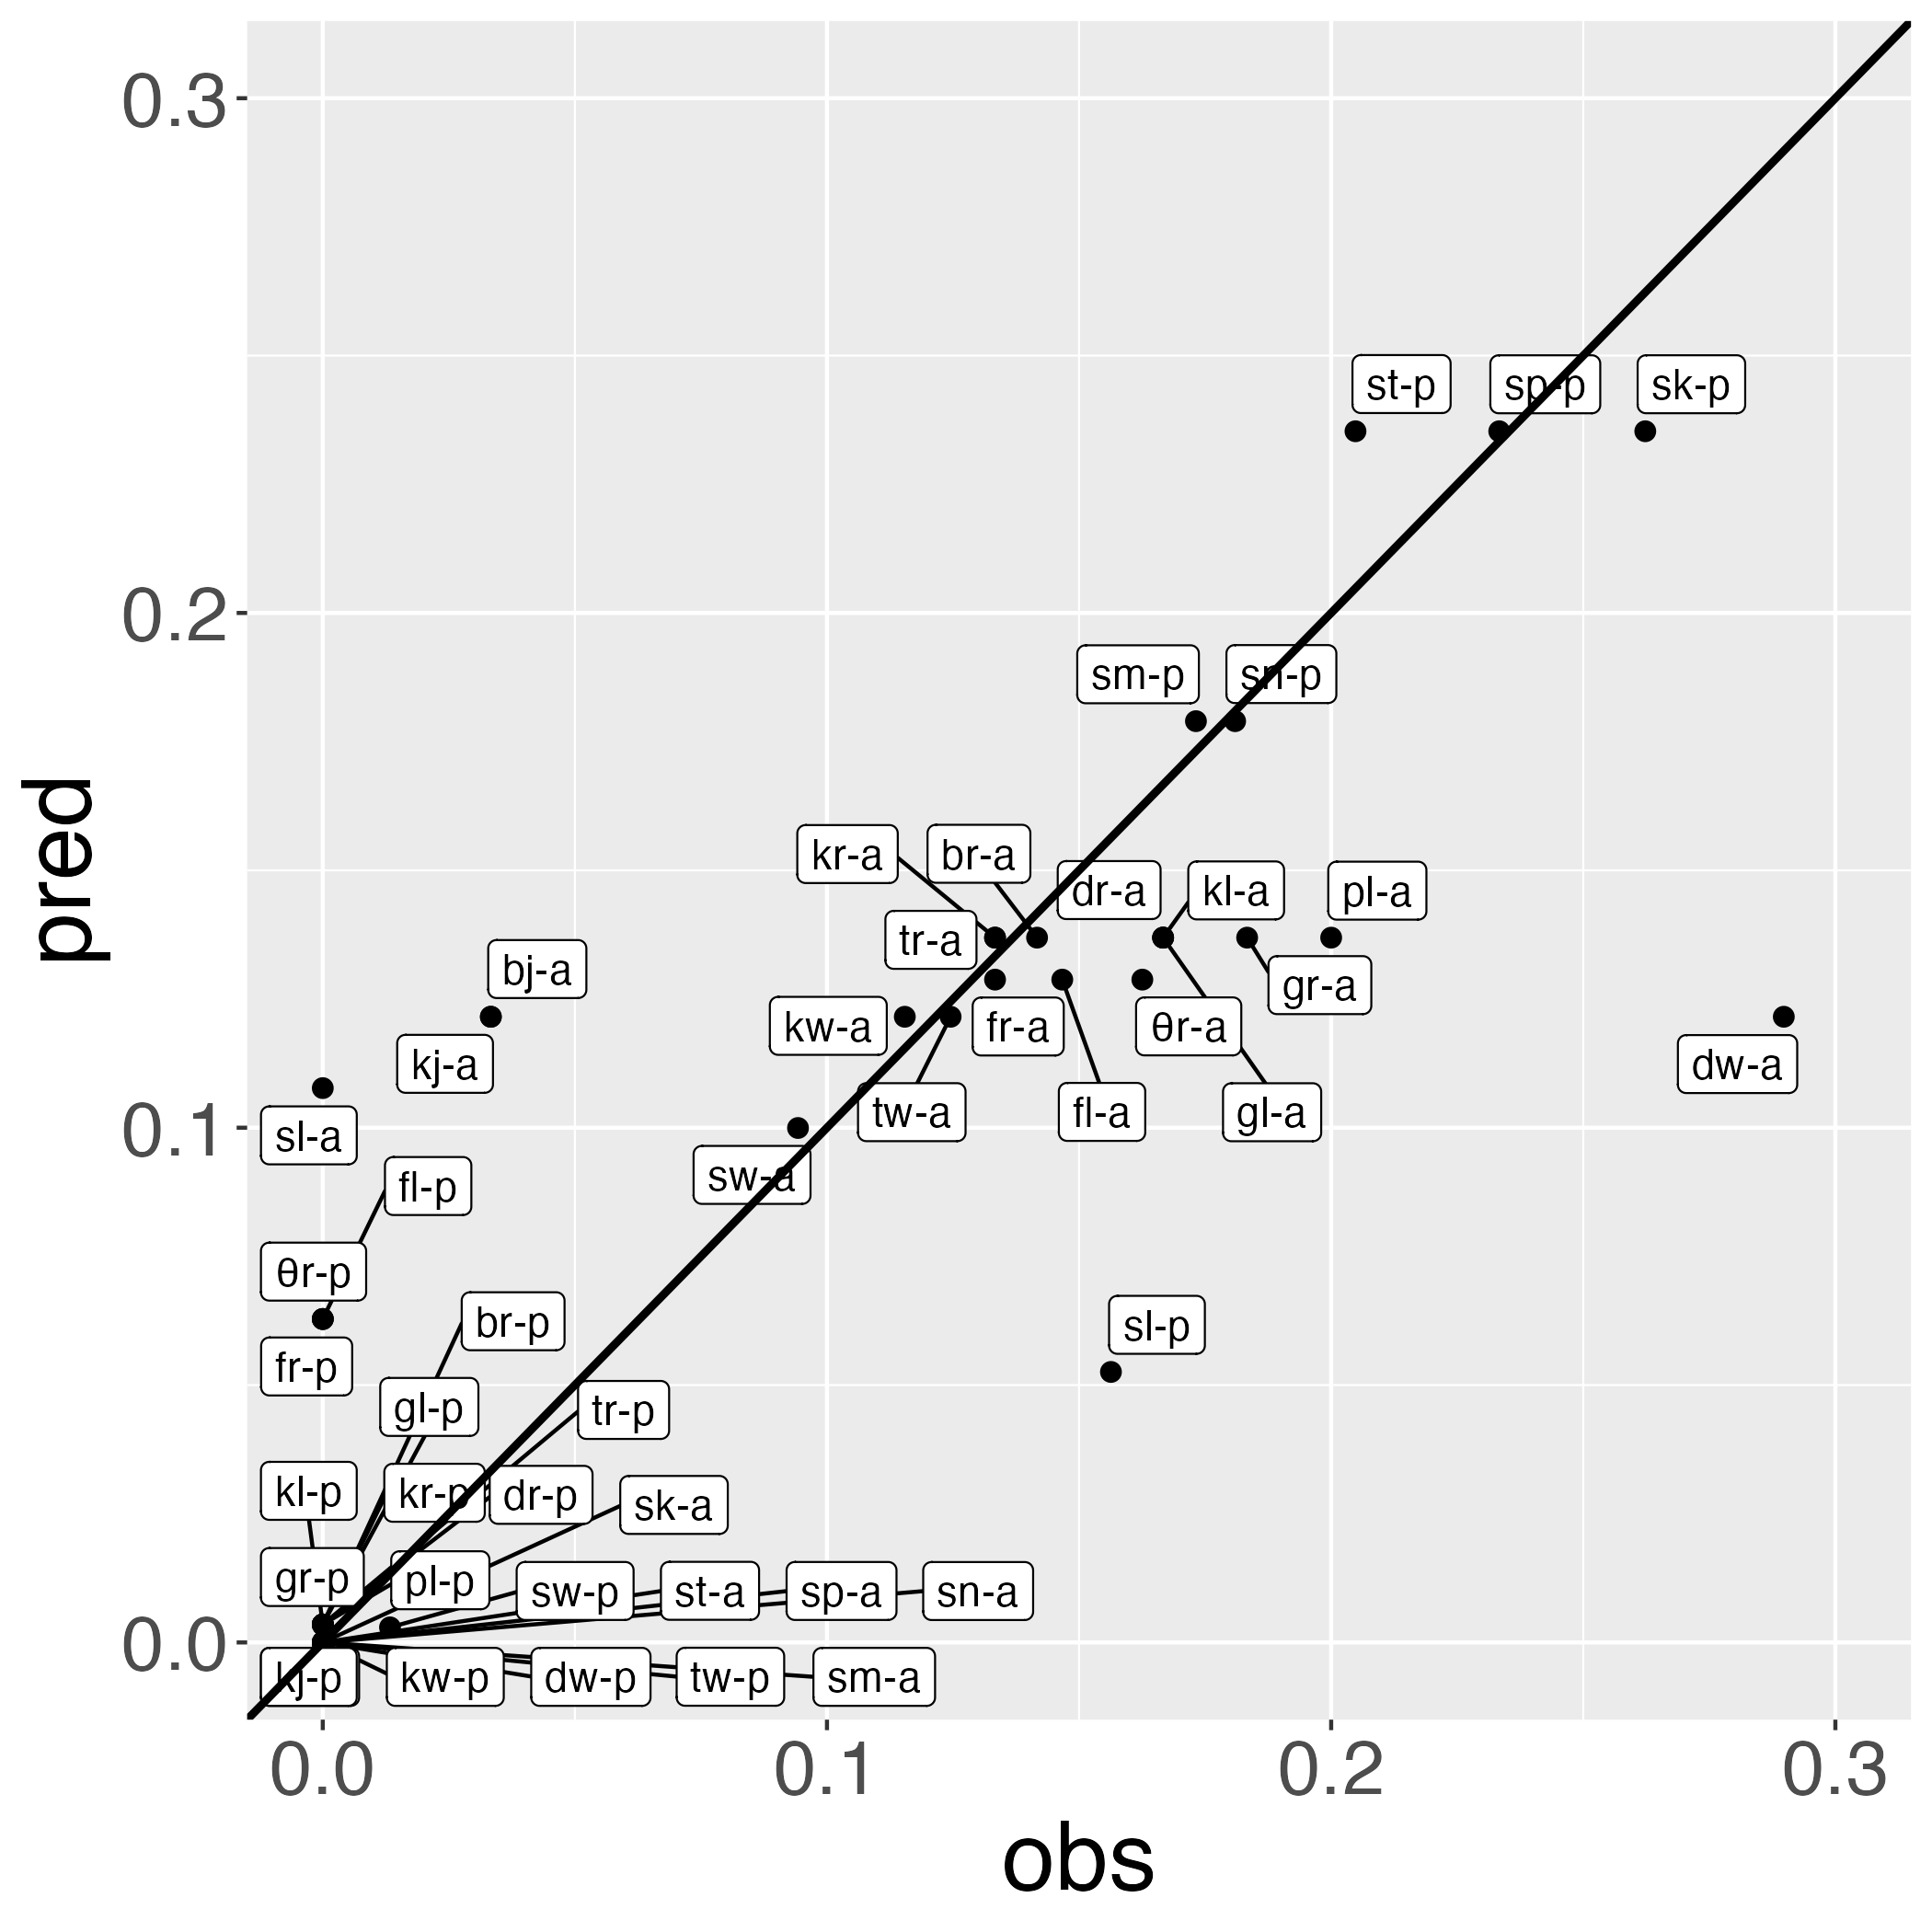 0.3
st-p sp-p sk-p
0.2
sm-p sn-p
kr-a br-a
dr-a kl-a pl-a
tr-a
bj-a
gr-a
kw-a fr-a θr-a
kj-a dw-a
0.1
tw-a fl-a gl-a
sl-a
sw-a
fl-p
θr-p
br-p sl-p
fr-p
gl-p tr-p
kl-p kr-p dr-p sk-a
gr-p pl-p sw-p st-a sp-a sn-a
0.0
kj-p kw-p dw-p tw-p sm-a
0.0 0.1 0.2 0.3
obs
pred